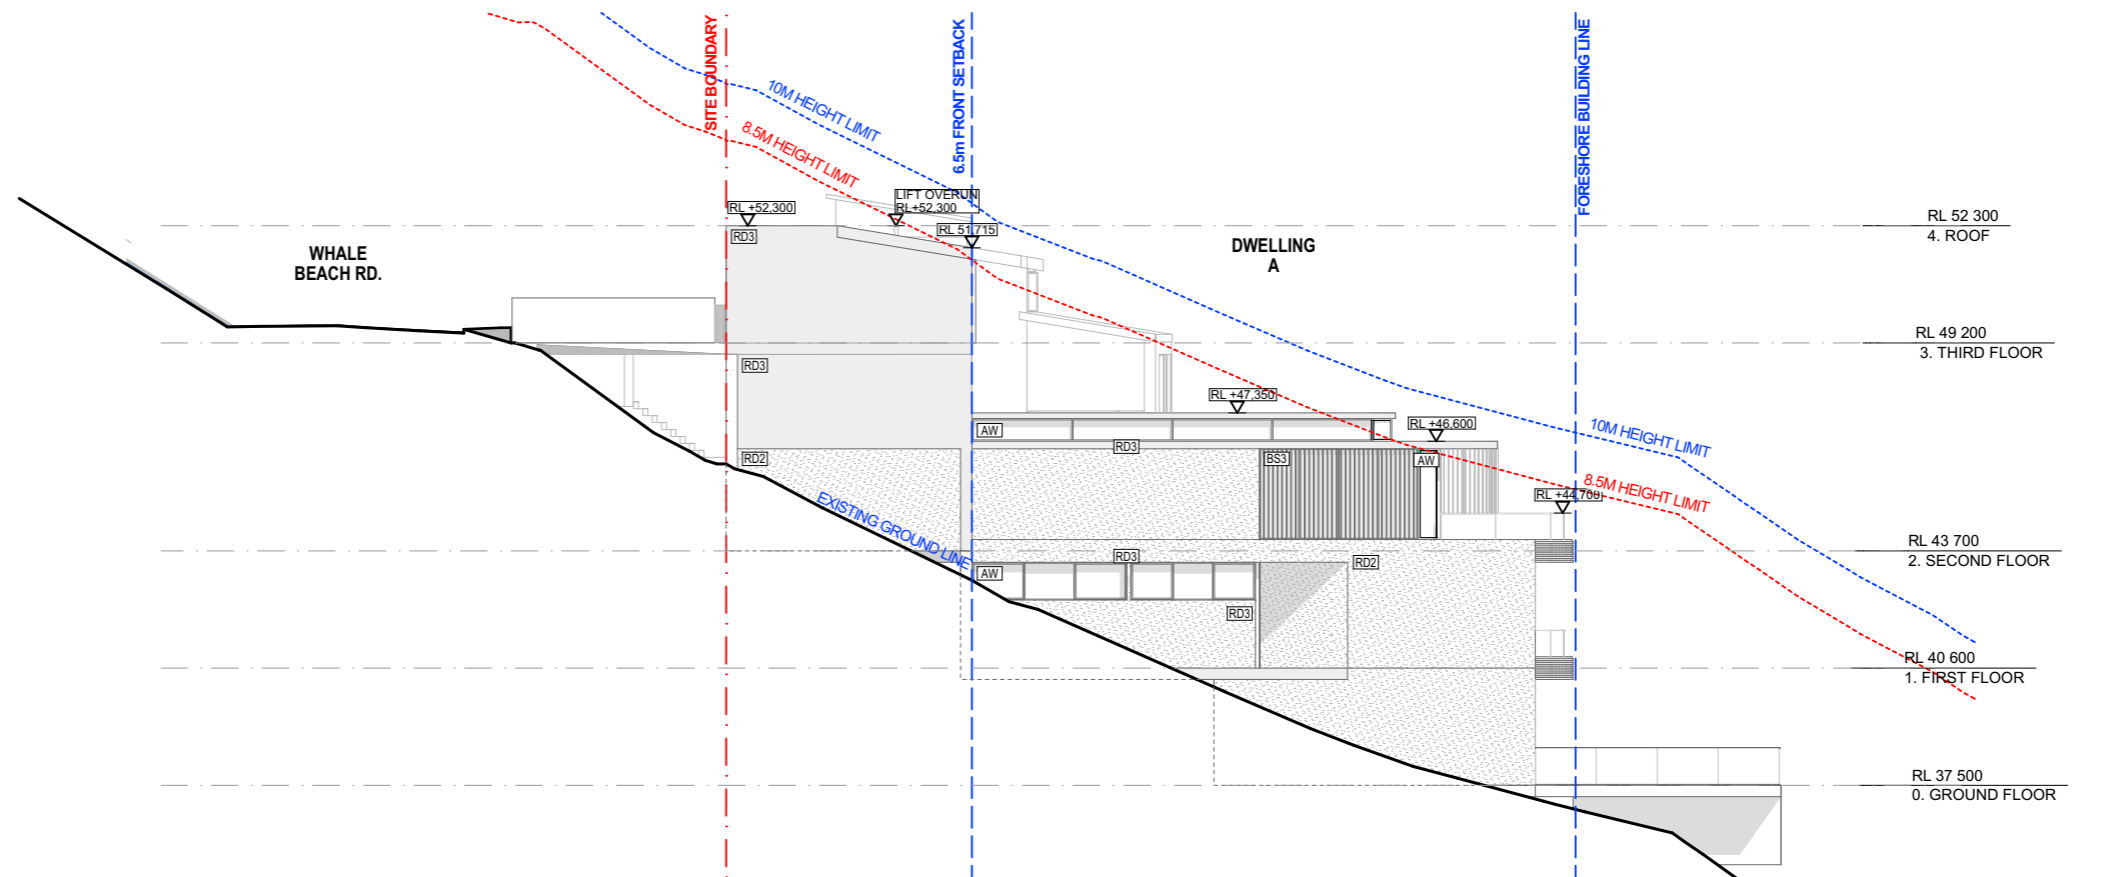 SITE BOUNDARY
6.5m FRONT SETBACK
FORESHORE BUILDING LINE
10M HEIGHT LIMIT
8.5M HEIGHT LIMIT
LIFT OVERUN
RL+52,300
RL +52,300
RL 51,715
RD3
WHALE
BEACH RD.
DWELLING
A
RL 52 300
4. ROOF
RL 49 200
3. THIRD FLOOR
RD3
RL +47,350
RL +46,600
AW
RD3
RD2
BS3
AW
10M HEIGHT LIMIT
8.5M HEIGHT LIMIT
RL +44,700
EXISTING GROUND LINE
RL 43 700
2. SECOND FLOOR
RD3
AW
RD2
RD3
RL 40 600
1. FIRST FLOOR
RL 37 500
0. GROUND FLOOR